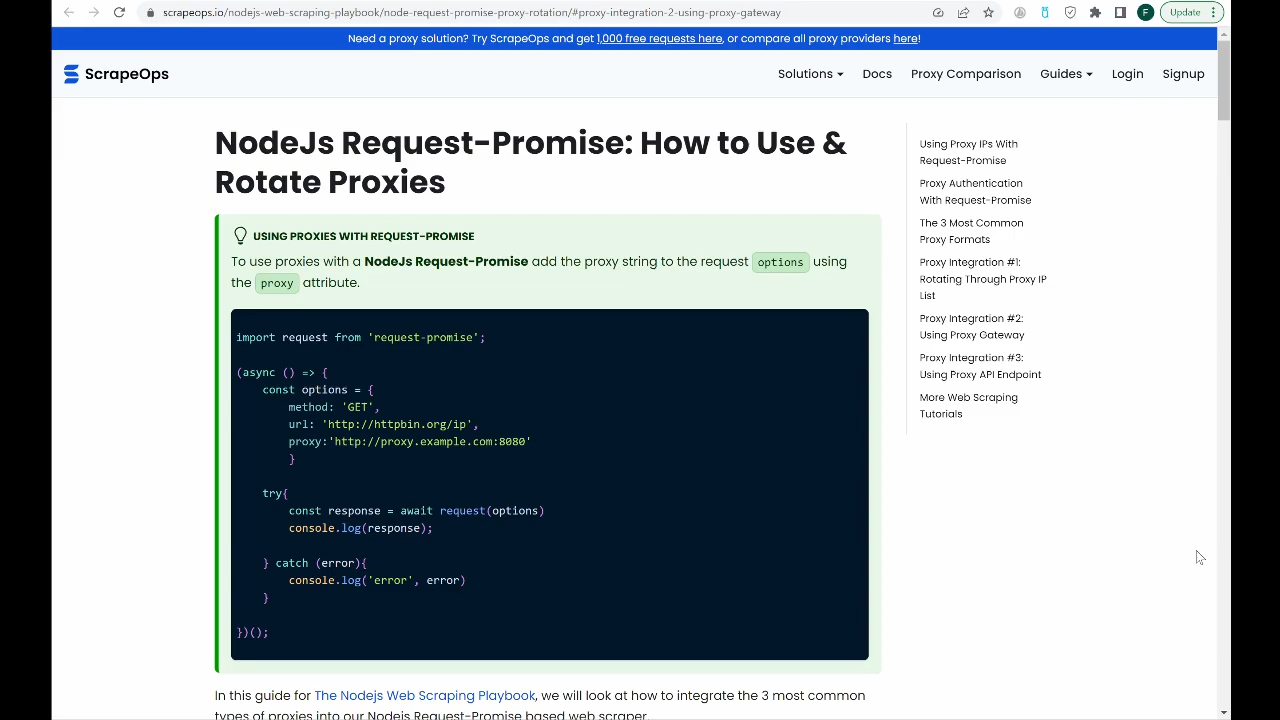 scrapeops.io/nodejs-web-scraping-playbook/node-request-promise-proxy-rotation/#proxy-integration-2-using-proxy-gateway
F
Update
Need a proxy solution? Try ScrapeOps and get 1,000 free requests here, or compare all proxy providers here!
ScrapeOps
Solutions
Docs
Proxy Comparison
Guides
Login
Signup
NodeJs Request-Promise: How to Use &
Rotate Proxies
USING PROXIES WITH REQUEST-PROMISE
To use proxies with a NodeJs Request-Promise add the proxy string to the request options using
the proxy attribute.
import request from 'request-promise';
(async () => {
const options = {
method: 'GET',
url: 'http://httpbin.org/ip',
proxy:'http://proxy.example.com:8080'
}
try{
const response = await request(options)
console.log(response);
} catch (error){
console.log('error', error)
}
})();
In this guide for The Nodejs Web Scraping Playbook, we will look at how to integrate the 3 most common
types of proxies into our Nodejs Request-Promise based web scraper.
Using Proxy IPs With
Request-Promise
Proxy Authentication
With Request-Promise
The 3 Most Common
Proxy Formats
Proxy Integration #1:
Rotating Through Proxy IP
List
Proxy Integration #2:
Using Proxy Gateway
Proxy Integration #3:
Using Proxy API Endpoint
More Web Scraping
Tutorials